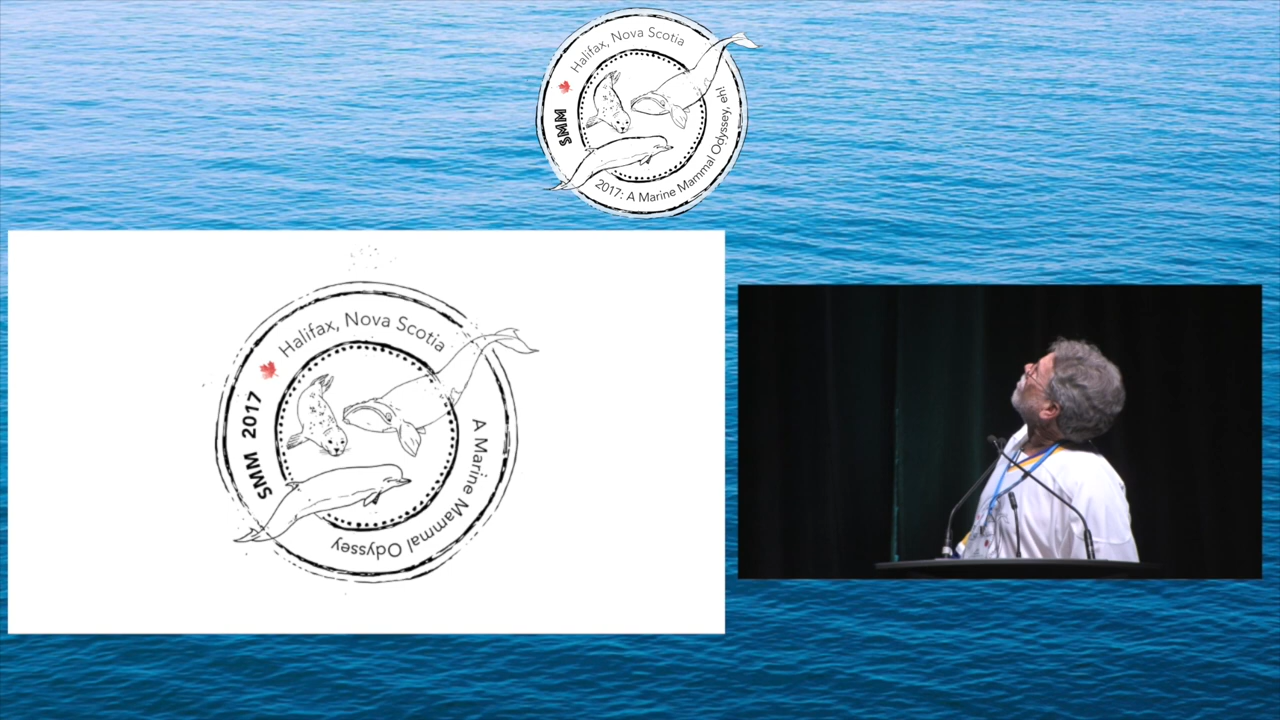 Halifax, Nova Scotia
SMM
2017: A Marine Mammal Odyssey, eh!
Halifax, Nova Scotia
SMM 2017
A Marine Mammal Odyssey